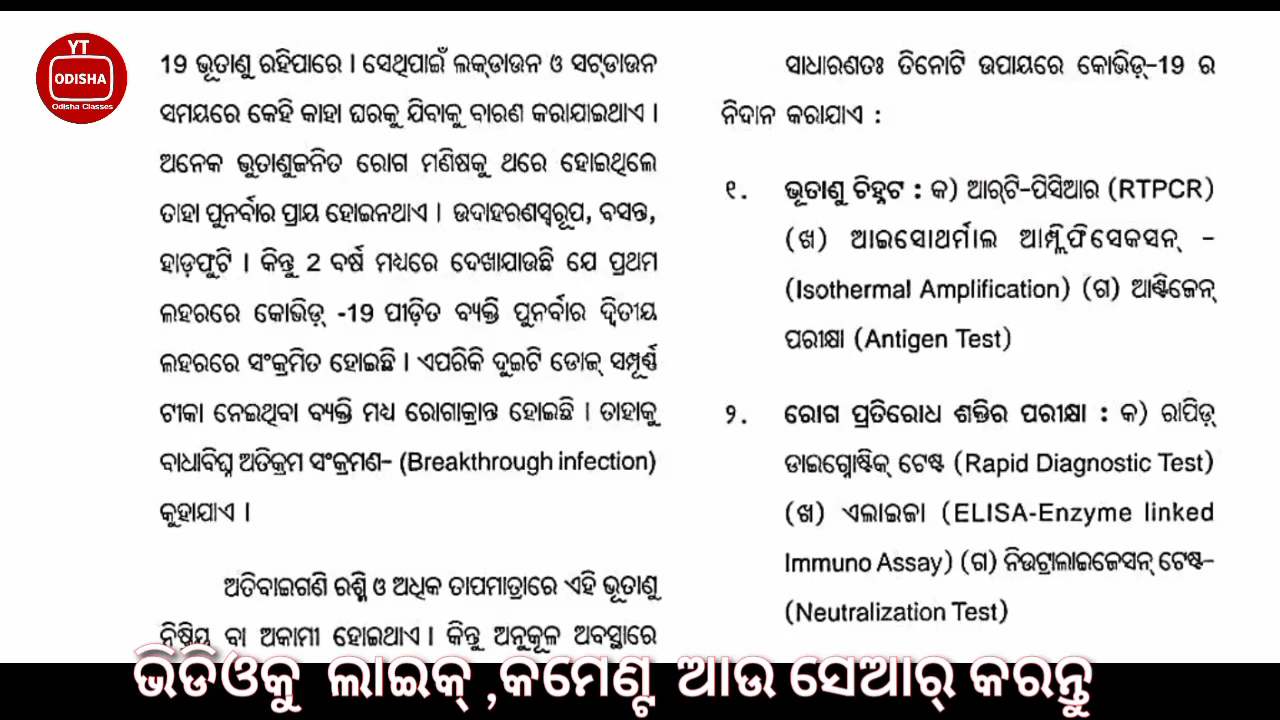 YT
ODISHA
Odisha Classes
19 ଭୂତାଣୁ ରହିପାରେ । ସେଥିପାଇଁ ଲକ୍‌ଡାଉନ ଓ ସଟ୍‌ଡାଉନ
ସମୟରେ କେହି କାହା ଘରକୁ ଯିବାକୁ ବାରଣ କରାଯାଇଥାଏ ।
ଅନେକ ଭୁତାଣୁଜନିତ ରୋଗ ମଣିଷକୁ ଥରେ ହୋଇଥିଲେ
ତାହା ପୁନର୍ବାର ପ୍ରାୟ ହୋଇନଥାଏ । ଉଦାହରଣସ୍ୱରୂପ, ବସନ୍ତ,
ହାଡ଼ଫୁଟି । କିନ୍ତୁ 2 ବର୍ଷ ମଧ୍ୟରେ ଦେଖାଯାଉଛି ଯେ ପ୍ରଥମ
ଲହରରେ କୋଭିଡ଼୍ -19 ପୀଡ଼ିତ ବ୍ୟକ୍ତି ପୁନର୍ବାର ଦ୍ୱିତୀୟ
ଲହରରେ ସଂକ୍ରମିତ ହୋଇଛି । ଏପରିକି ଦୁଇଟି ଡୋଜ୍ ସମ୍ପୂର୍ଣ୍ଣ
ଟୀକା ନେଇଥିବା ବ୍ୟକ୍ତି ମଧ୍ୟ ରୋଗାକ୍ରାନ୍ତ ହୋଇଛି । ତାହାକୁ
ବାଧାବିଘ୍ନ ଅତିକ୍ରମ ସଂକ୍ରମଣ– (Breakthrough infection)
କୁହାଯାଏ ।
ଅତିବାଇଗଣି ରଶ୍ମି ଓ ଅଧିକ ତାପମାତ୍ରାରେ ଏହି ଭୂତାଣୁ
ନିଷ୍କ୍ରିୟ ବା ଅକାମୀ ହୋଇଥାଏ । କିନ୍ତୁ ଅନୁକୂଳ ଅବସ୍ଥାରେ
ସାଧାରଣତଃ ତିନୋଟି ଉପାୟରେ କୋଭିଡ଼୍–19 ର
ନିଦାନ କରାଯାଏ :
୧. ଭୂତାଣୁ ଚିହ୍ନଟ : କ) ଆର୍‌ଟି–ପିସିଆର (RTPCR)
(ଖ) ଆଇସୋଥର୍ମାଲ ଆମ୍ପ୍ଲିଫିସେକସନ୍ –
(Isothermal Amplification) (ଗ) ଆଣ୍ଟିଜେନ୍
ପରୀକ୍ଷା (Antigen Test)
୨. ରୋଗ ପ୍ରତିରୋଧ ଶକ୍ତିର ପରୀକ୍ଷା : କ) ରାପିଡ଼୍
ଡାଇଗ୍ନୋଷ୍ଟିକ୍ ଟେଷ୍ଟ (Rapid Diagnostic Test)
(ଖ) ଏଲାଇଜା (ELISA-Enzyme linked
Immuno Assay) (ଗ) ନିଉଟ୍ରାଲାଇଜେସନ୍ ଟେଷ୍ଟ–
(Neutralization Test)
ଭିଡିଓକୁ ଲାଇକ୍ ,କମେଣ୍ଟ ଆଉ ସେଆର୍ କରନ୍ତୁ